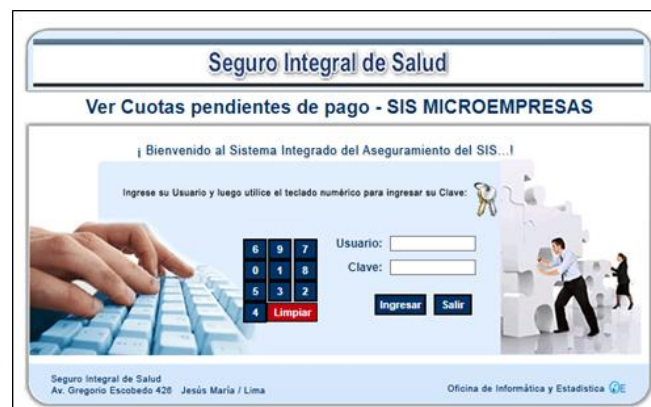 Seguro Integral de Salud
Ver Cuotas pendientes de pago - SIS MICROEMPRESAS
¡ Bienvenido al Sistema Integrado del Aseguramiento del SIS...!
Ingrese su Usuario y luego utilice el teclado numérico para ingresar su Clave:
6 9 7
0 1 8
5 3 2
4 Limpiar
Usuario:
Clave:
Ingresar Salir
Seguro Integral de Salud
Av. Gregorio Escobedo 426 Jesús María / Lima
Oficina de Informática y Estadística OE